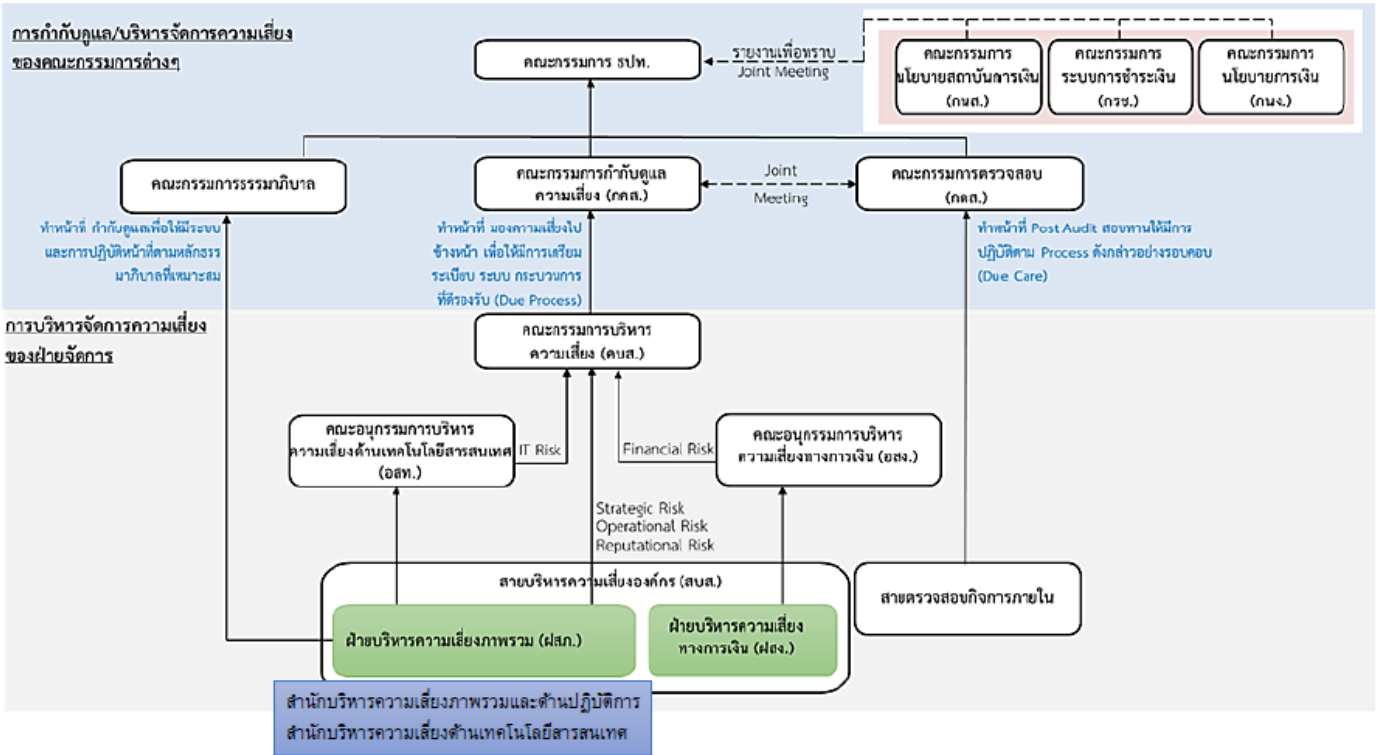 การกำกับดูแล/บริหารจัดการความเสี่ยง
ของคณะกรรมการต่างๆ
คณะกรรมการ ธปท.
รายงานเพื่อทราบ
Joint Meeting
คณะกรรมการ
นโยบายสถาบันการเงิน
(กนส.)
คณะกรรมการ
ระบบการชำระเงิน
(กรช.)
คณะกรรมการ
นโยบายการเงิน
(กนง.)
คณะกรรมการธรรมาภิบาล
คณะกรรมการกำกับดูแล
ความเสี่ยง (กคส.)
Joint
Meeting
คณะกรรมการตรวจสอบ
(กตส.)
ทำหน้าที่ กำกับดูแลเพื่อให้มีระบบ
และการปฏิบัติหน้าที่ตามหลักธรร
มาภิบาลที่เหมาะสม
ทำหน้าที่ มองความเสี่ยงไป
ข้างหน้า เพื่อให้มีการเตรียม
ระเบียบ ระบบ กระบวนการ
ที่ดีรองรับ (Due Process)
ทำหน้าที่ Post Audit สอบทานให้มีการ
ปฏิบัติตาม Process ดังกล่าวอย่างรอบคอบ
(Due Care)
การบริหารจัดการความเสี่ยง
ของฝ่ายจัดการ
คณะกรรมการบริหาร
ความเสี่ยง (คบส.)
คณะอนุกรรมการบริหาร
ความเสี่ยงด้านเทคโนโลยีสารสนเทศ
(อสท.)
IT Risk
Financial Risk
คณะอนุกรรมการบริหาร
ความเสี่ยงทางการเงิน (อสง.)
Strategic Risk
Operational Risk
Reputational Risk
สายบริหารความเสี่ยงองค์กร (สบส.)
ฝ่ายบริหารความเสี่ยงภาพรวม (ฝสภ.)
ฝ่ายบริหารความเสี่ยง
ทางการเงิน (ฝสง.)
สายตรวจสอบกิจการภายใน
สำนักบริหารความเสี่ยงภาพรวมและด้านปฏิบัติการ
สำนักบริหารความเสี่ยงด้านเทคโนโลยีสารสนเทศ